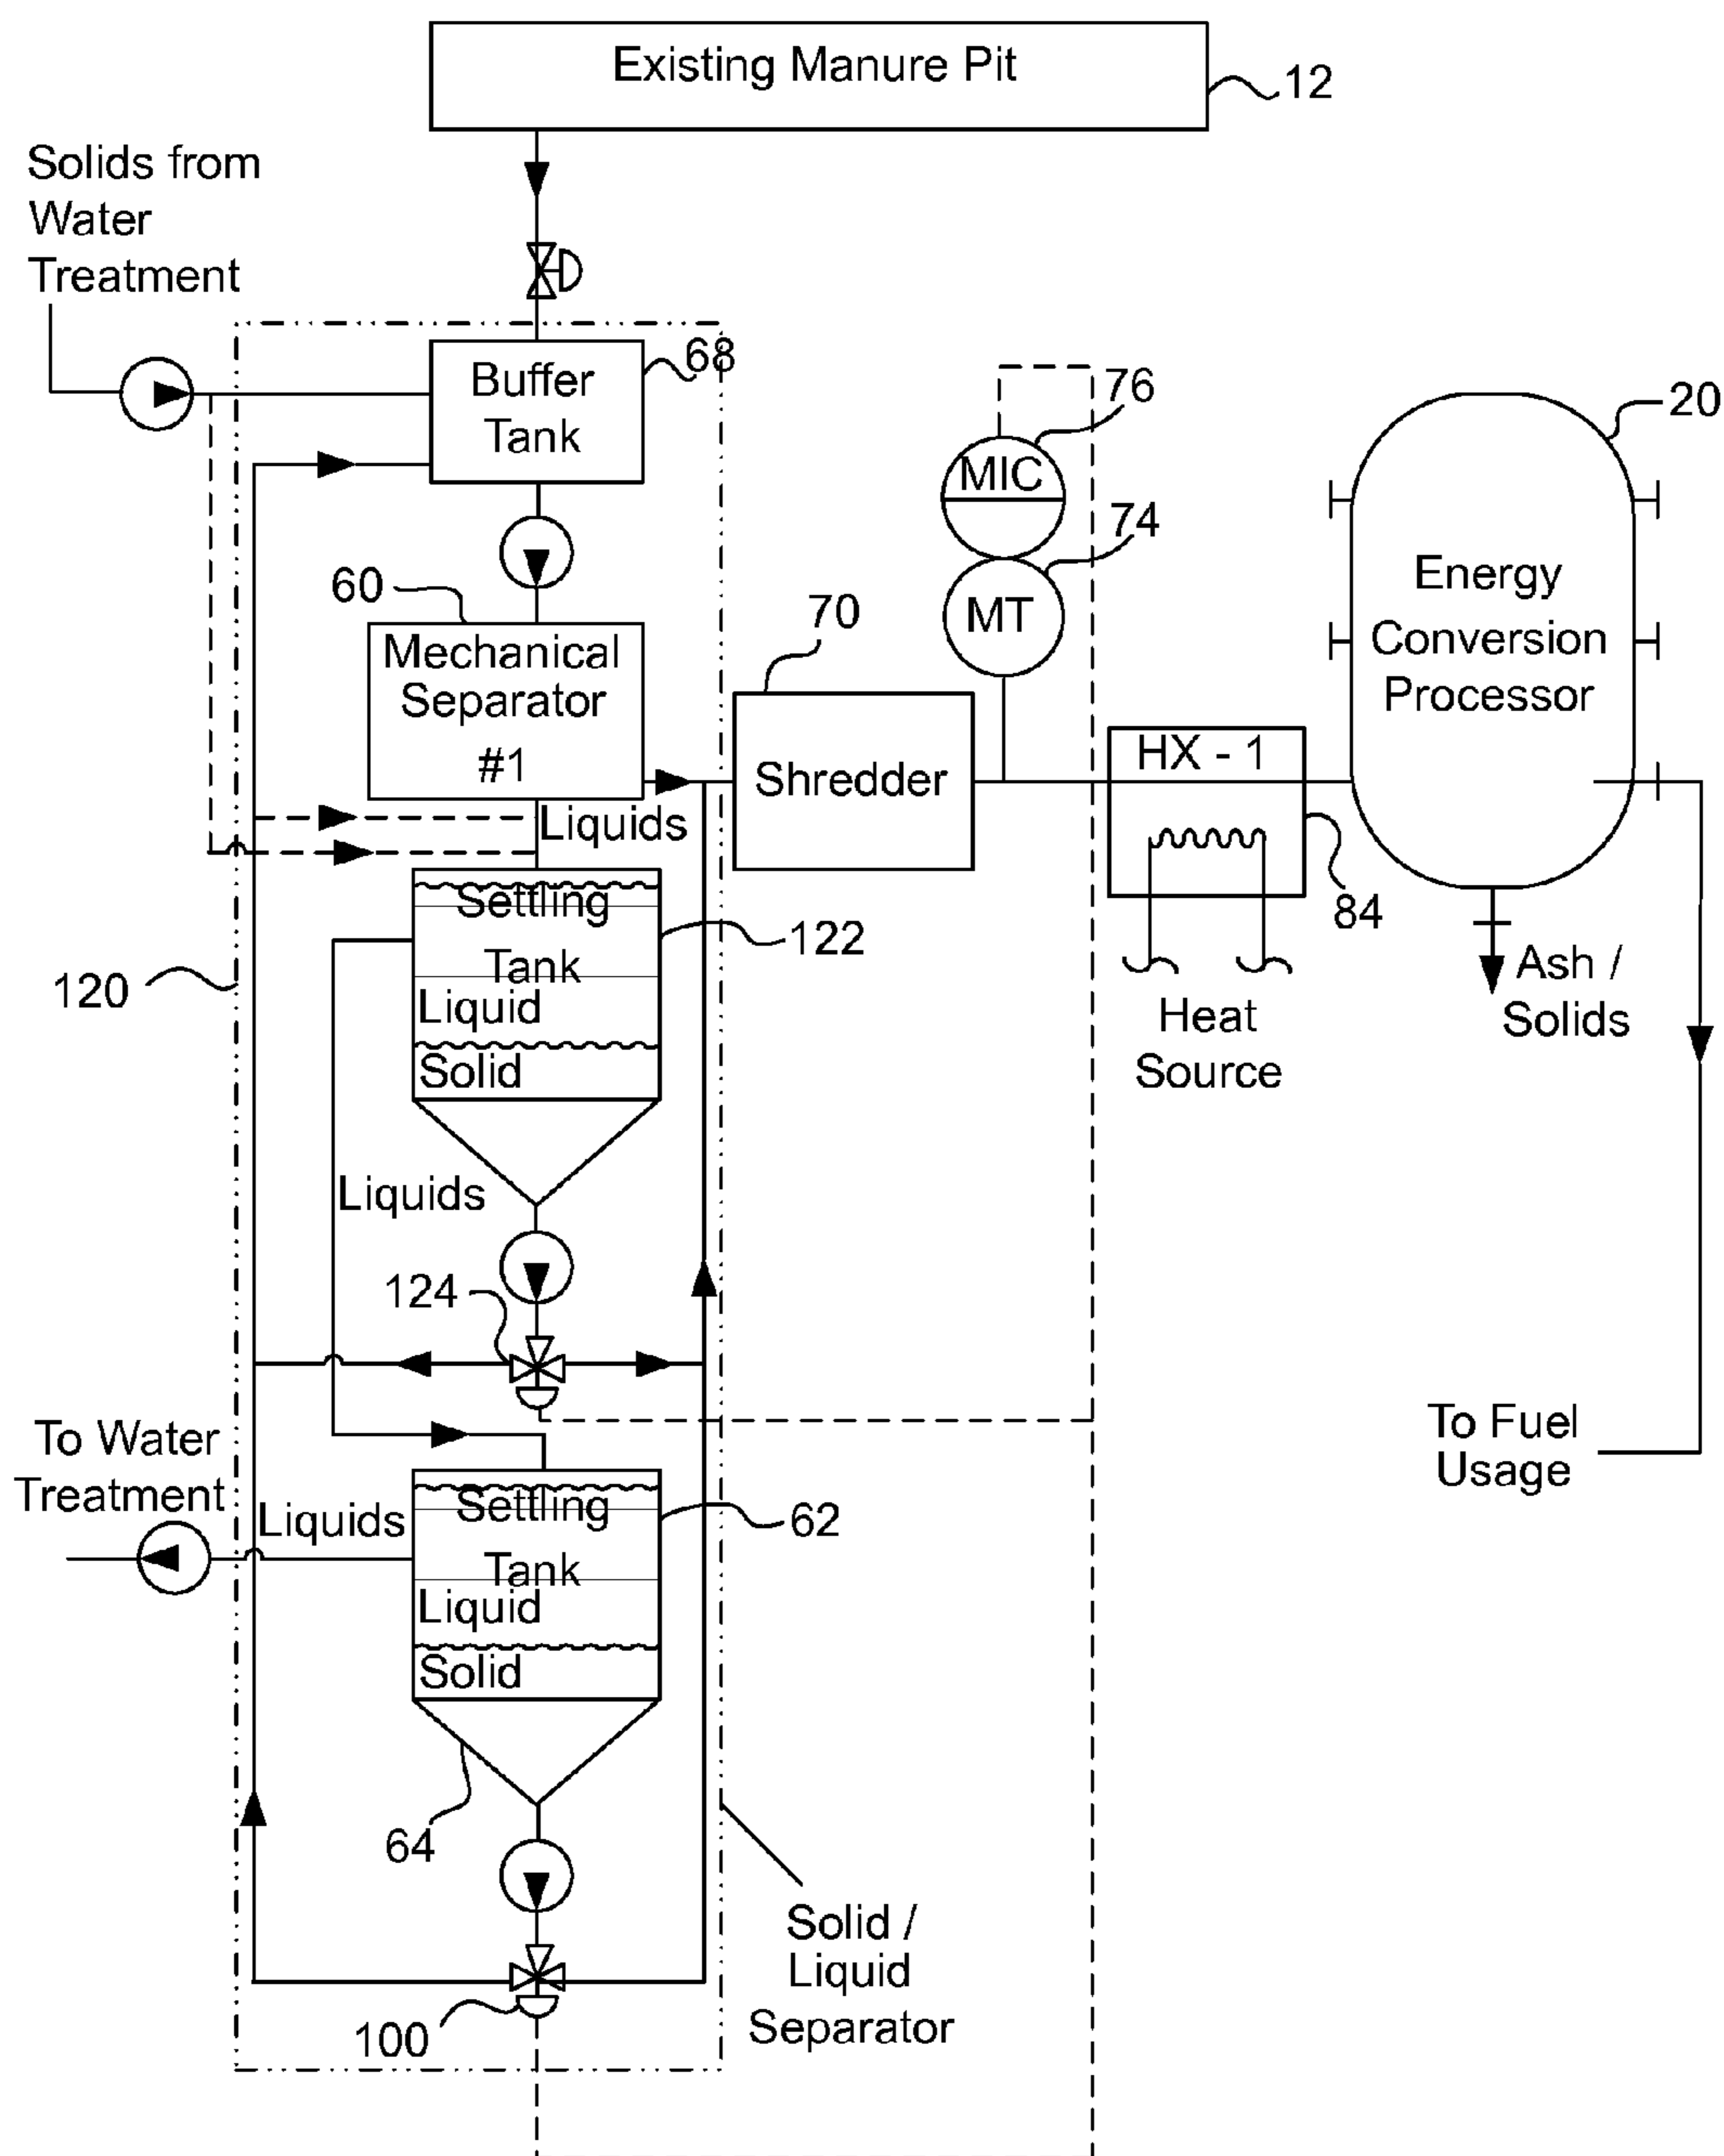 Existing Manure Pit
12
Solids from
Water
Treatment
Buffer
Tank
68
76
MIC
74
MT
20
Energy
Conversion
Processor
60
Mechanical
Separator
#1
70
Shredder
HX - 1
84
Heat
Source
Ash /
Solids
Liquids
Settling
Tank
Liquid
Solid
122
120
Liquids
124
To Water
Treatment
Liquids
Settling
Tank
Liquid
Solid
62
To Fuel
Usage
64
Solid /
Liquid
Separator
100